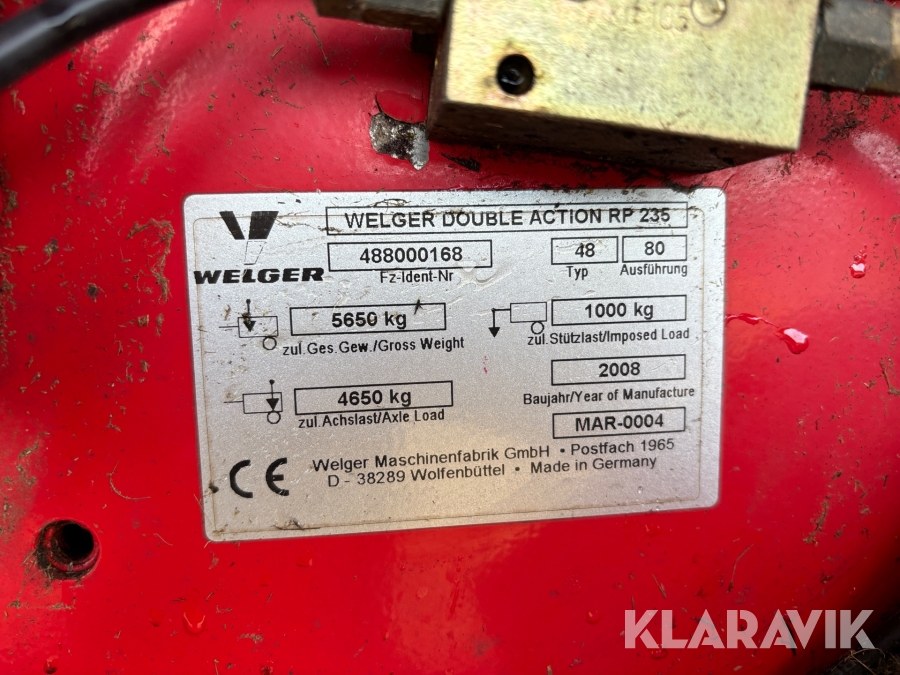 WELGER DOUBLE ACTION RP 235
WELGER
488000168
Fz-Ident-Nr
48
Typ
80
Ausführung
5650 kg
zul.Ges.Gew./Gross Weight
1000 kg
zul.Stützlast/Imposed Load
4650 kg
zul.Achslast/Axle Load
2008
Baujahr/Year of Manufacture
MAR-0004
CE
Welger Maschinenfabrik GmbH • Postfach 1965
D - 38289 Wolfenbüttel • Made in Germany
KLARAVIK